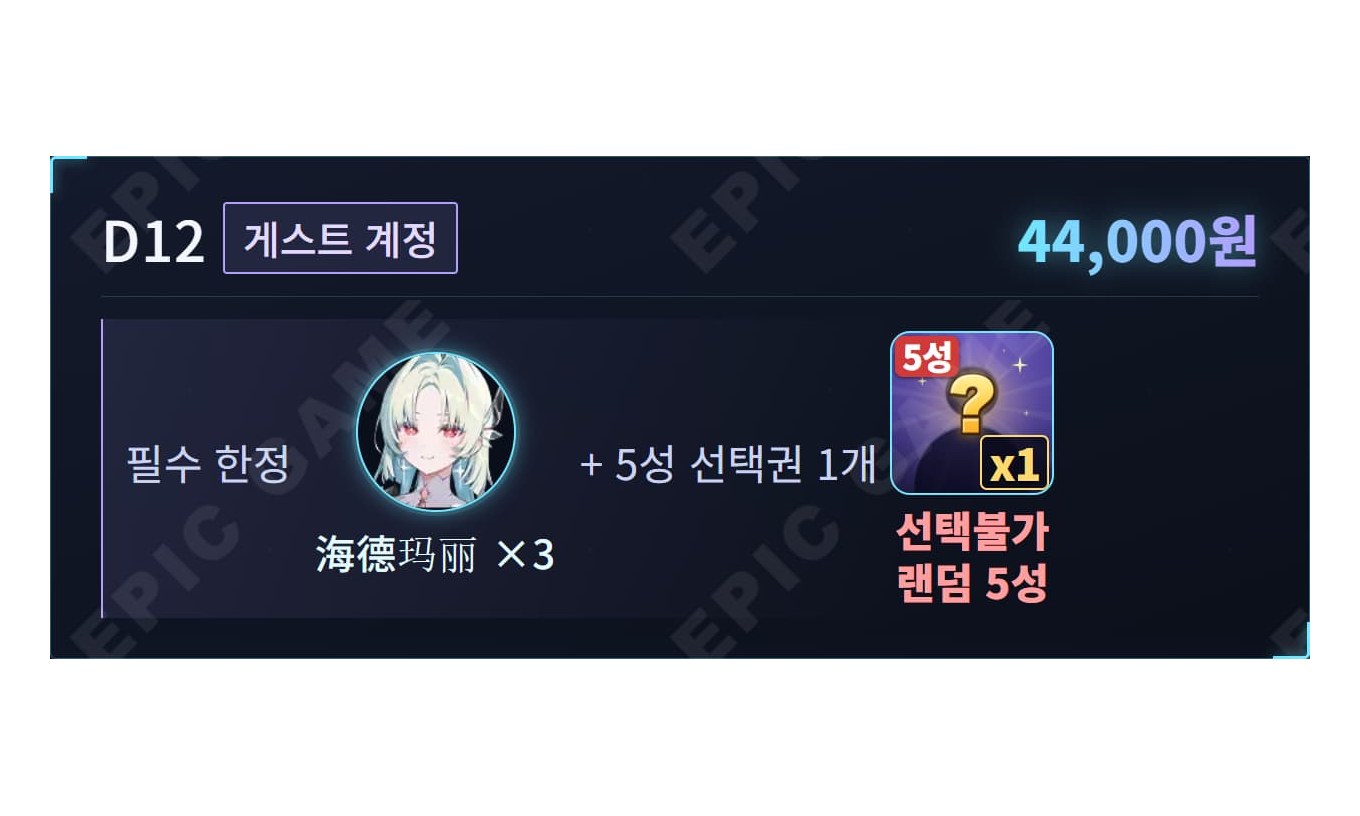 D12 게스트 계정 44,000원
필수 한정
海德玛丽 ×3
+ 5성 선택권 1개
5성
?
x1
선택불가
랜덤 5성
EPIC GAME